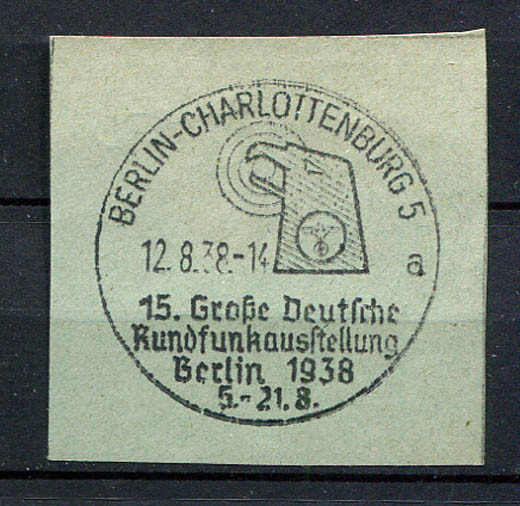 BERLIN-CHARLOTTENBURG 5
12.8.38.-14
a
15. Große Deutsche
Rundfunkausstellung
Berlin 1938
5.-21.8.